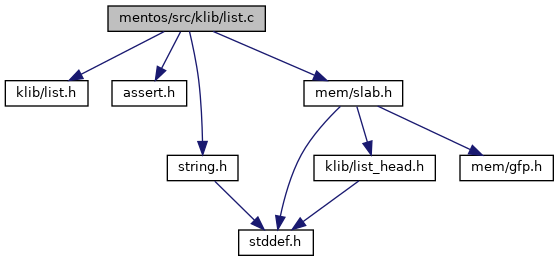 mentos/src/klib/list.c
klib/list.h
assert.h
mem/slab.h
string.h
klib/list_head.h
mem/gfp.h
stddef.h